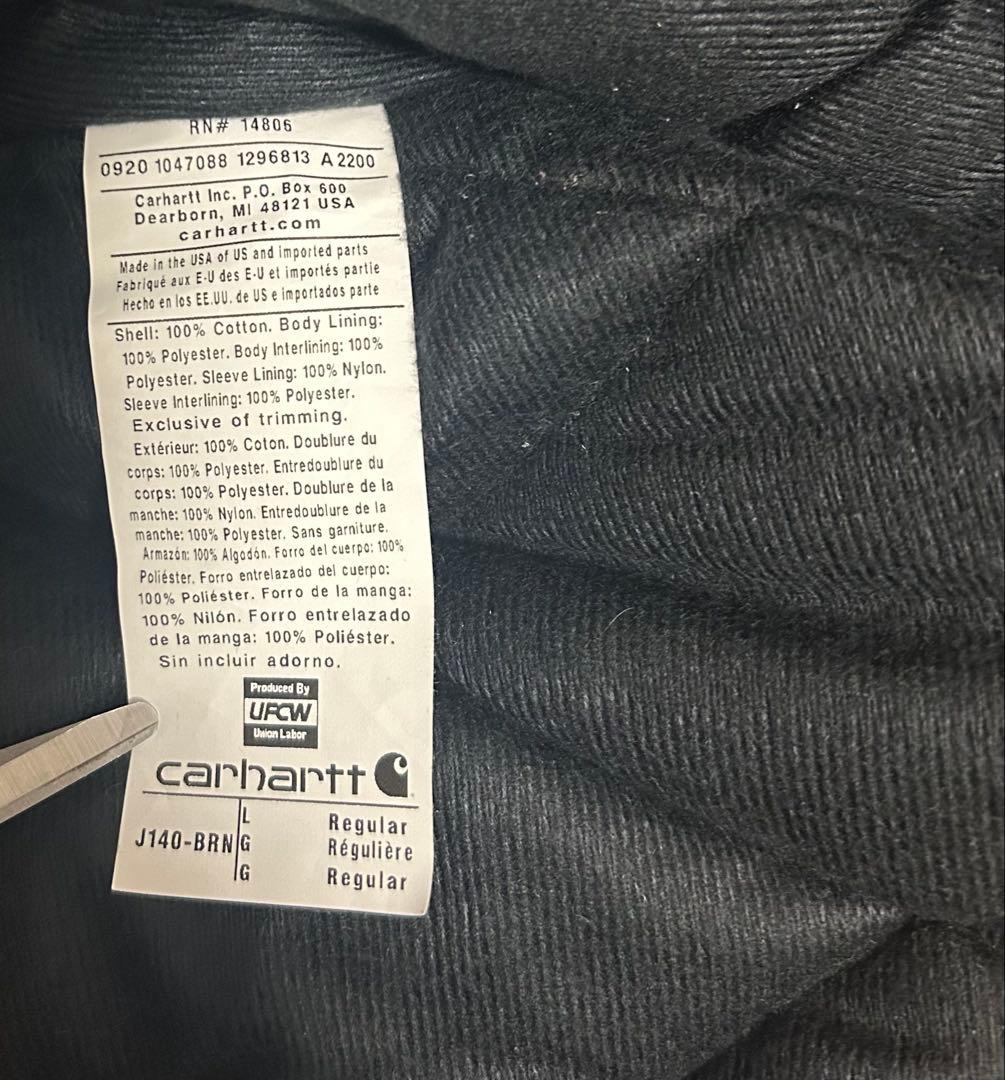 RN# 14806
0920 1047088 1296813 A2200
Carhartt Inc. P.O. Box 600
Dearborn, MI 48121 USA
carhartt.com
Made in the USA of US and imported parts
Fabriqué aux E-U des E-U et importés partie
Hecho en los EE.UU. de US e importados parte
Shell: 100% Cotton. Body Lining:
100% Polyester. Body Interlining: 100%
Polyester. Sleeve Lining: 100% Nylon.
Sleeve Interlining: 100% Polyester.
Exclusive of trimming.
Extérieur: 100% Coton. Doublure du
corps: 100% Polyester. Entredoublure du
corps: 100% Polyester. Doublure de la
manche: 100% Nylon. Entredoublure de la
manche: 100% Polyester. Sans garniture.
Armazón: 100% Algodón. Forro del cuerpo: 100%
Poliéster. Forro entrelazado del cuerpo:
100% Poliéster. Forro de la manga:
100% Nilón. Forro entrelazado
de la manga: 100% Poliéster.
Sin incluir adorno.
Produced By
UFCW
Union Labor
carhartt
L Regular
J140-BRN G Régulière
G Regular